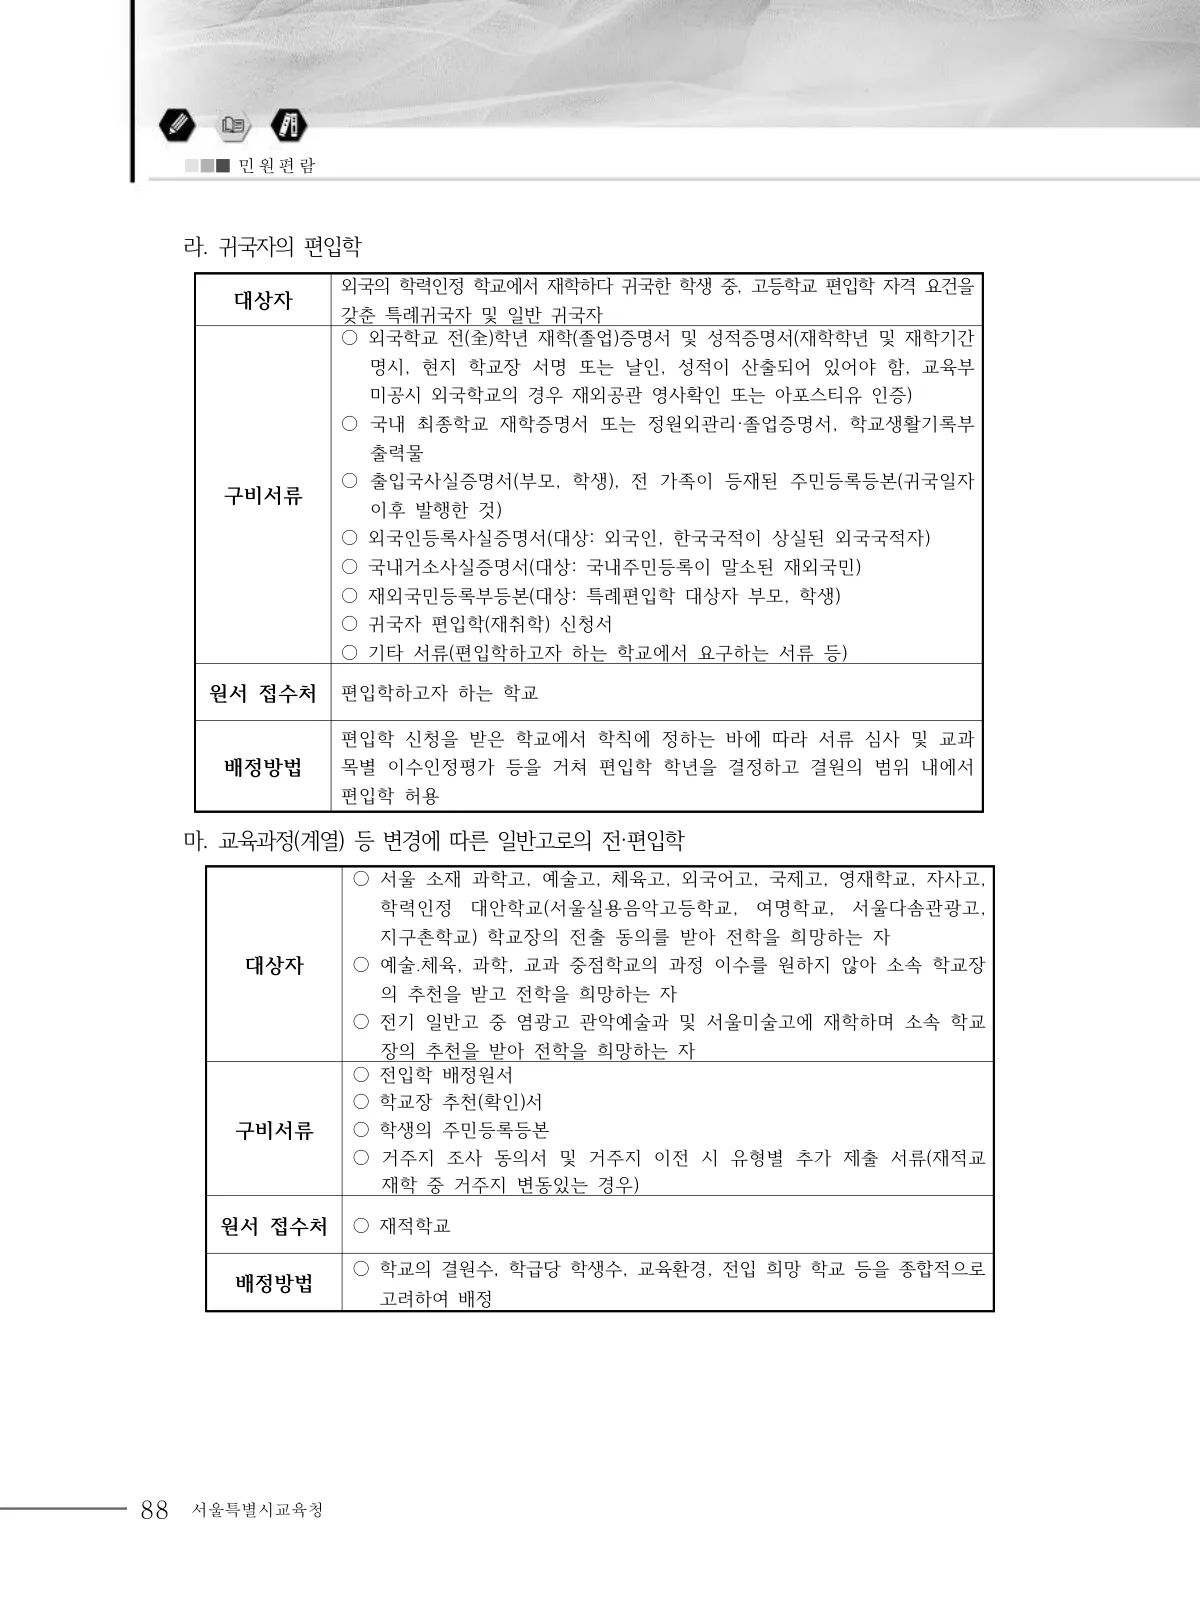 민원편람
라. 귀국자의 편입학
대상자
외국의 학력인정 학교에서 재학하다 귀국한 학생 중, 고등학교 편입학 자격 요건을
갖춘 특례귀국자 및 일반 귀국자
구비서류
○ 외국학교 전(全)학년 재학(졸업)증명서 및 성적증명서(재학학년 및 재학기간
명시, 현지 학교장 서명 또는 날인, 성적이 산출되어 있어야 함, 교육부
미공시 외국학교의 경우 재외공관 영사확인 또는 아포스티유 인증)
○ 국내 최종학교 재학증명서 또는 정원외관리·졸업증명서, 학교생활기록부
출력물
○ 출입국사실증명서(부모, 학생), 전 가족이 등재된 주민등록등본(귀국일자
이후 발행한 것)
○ 외국인등록사실증명서(대상: 외국인, 한국국적이 상실된 외국국적자)
○ 국내거소사실증명서(대상: 국내주민등록이 말소된 재외국민)
○ 재외국민등록부등본(대상: 특례편입학 대상자 부모, 학생)
○ 귀국자 편입학(재취학) 신청서
○ 기타 서류(편입학하고자 하는 학교에서 요구하는 서류 등)
원서 접수처
편입학하고자 하는 학교
배정방법
편입학 신청을 받은 학교에서 학칙에 정하는 바에 따라 서류 심사 및 교과
목별 이수인정평가 등을 거쳐 편입학 학년을 결정하고 결원의 범위 내에서
편입학 허용
마. 교육과정(계열) 등 변경에 따른 일반고로의 전·편입학
대상자
○ 서울 소재 과학고, 예술고, 체육고, 외국어고, 국제고, 영재학교, 자사고,
학력인정 대안학교(서울실용음악고등학교, 여명학교, 서울다솜관광고,
지구촌학교) 학교장의 전출 동의를 받아 전학을 희망하는 자
○ 예술.체육, 과학, 교과 중점학교의 과정 이수를 원하지 않아 소속 학교장
의 추천을 받고 전학을 희망하는 자
○ 전기 일반고 중 염광고 관악예술과 및 서울미술고에 재학하며 소속 학교
장의 추천을 받아 전학을 희망하는 자
구비서류
○ 전입학 배정원서
○ 학교장 추천(확인)서
○ 학생의 주민등록등본
○ 거주지 조사 동의서 및 거주지 이전 시 유형별 추가 제출 서류(재적교
재학 중 거주지 변동있는 경우)
원서 접수처
○ 재적학교
배정방법
○ 학교의 결원수, 학급당 학생수, 교육환경, 전입 희망 학교 등을 종합적으로
고려하여 배정
88 서울특별시교육청